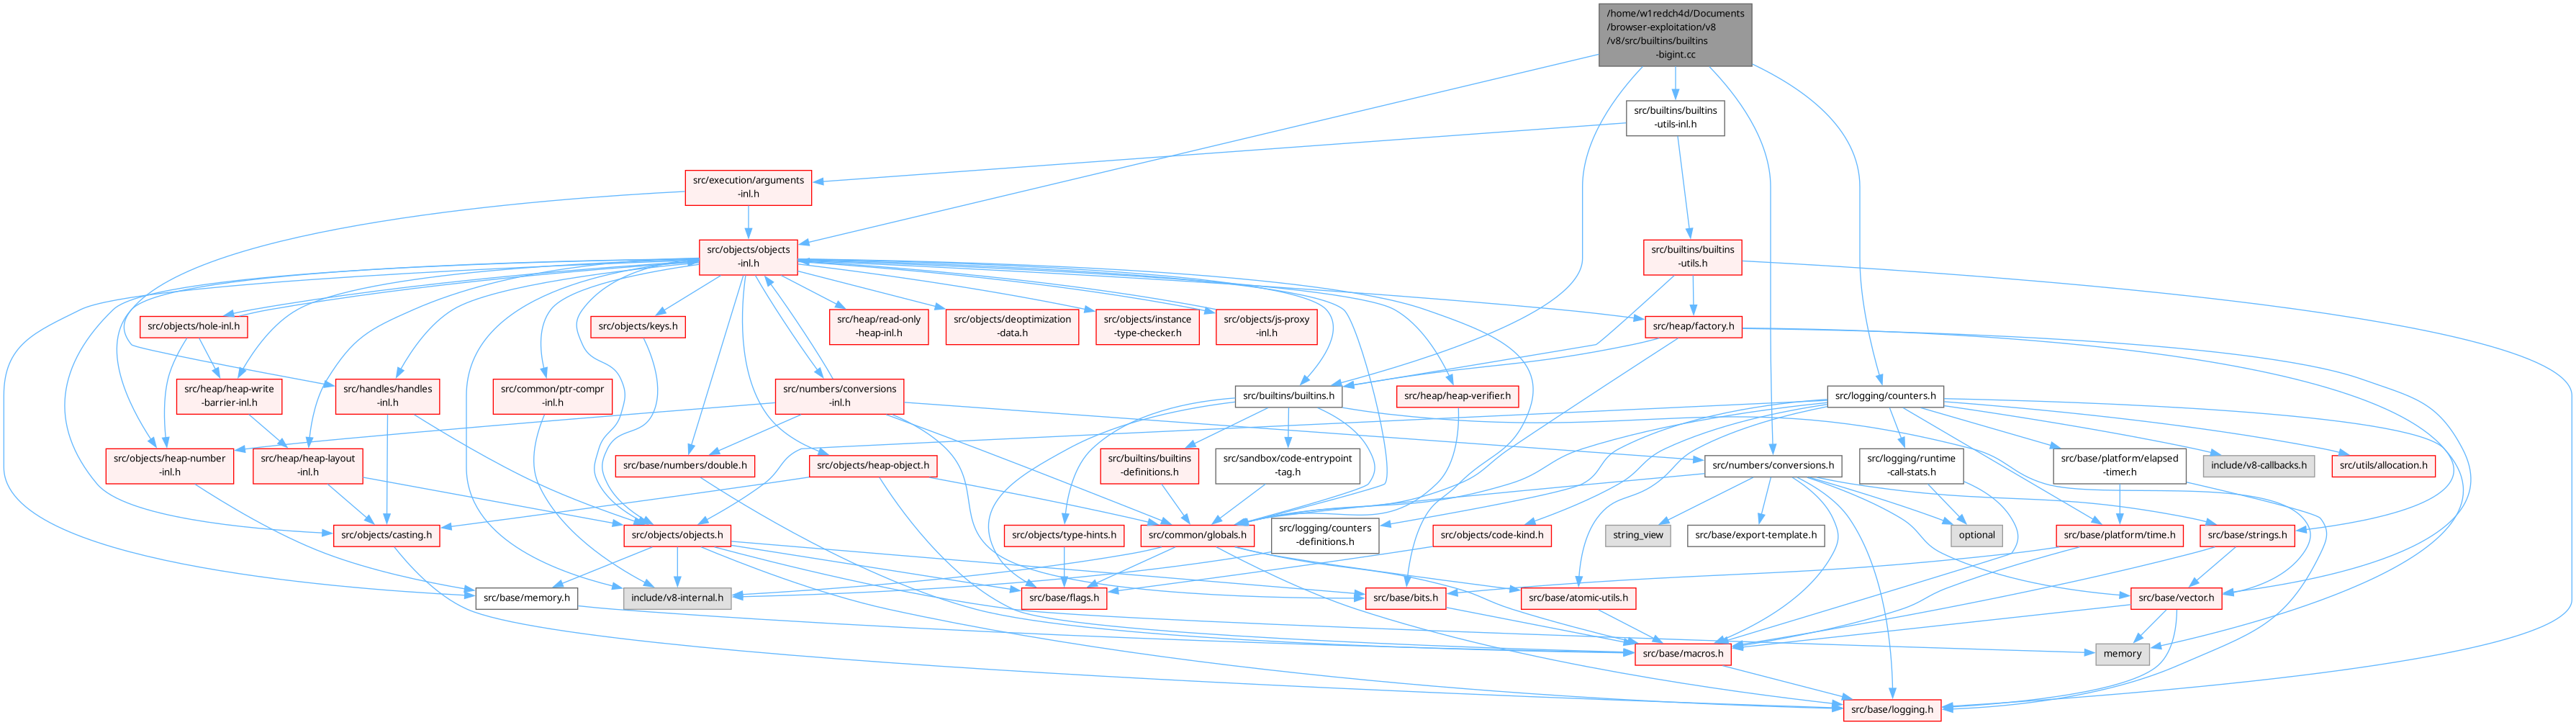 /home/w1redch4d/Documents
/browser-exploitation/v8
/v8/src/builtins/builtins
-bigint.cc
src/builtins/builtins
-utils-inl.h
src/execution/arguments
-inl.h
src/objects/objects
-inl.h
src/builtins/builtins
-utils.h
src/objects/hole-inl.h
src/objects/keys.h
src/heap/read-only
-heap-inl.h
src/objects/deoptimization
-data.h
src/objects/instance
-type-checker.h
src/objects/js-proxy
-inl.h
src/heap/factory.h
src/heap/heap-write
-barrier-inl.h
src/handles/handles
-inl.h
src/common/ptr-compr
-inl.h
src/numbers/conversions
-inl.h
src/builtins/builtins.h
src/heap/heap-verifier.h
src/logging/counters.h
src/objects/heap-number
-inl.h
src/heap/heap-layout
-inl.h
src/base/numbers/double.h
src/objects/heap-object.h
src/builtins/builtins
-definitions.h
src/sandbox/code-entrypoint
-tag.h
src/numbers/conversions.h
src/logging/runtime
-call-stats.h
src/base/platform/elapsed
-timer.h
include/v8-callbacks.h
src/utils/allocation.h
src/objects/casting.h
src/objects/objects.h
src/objects/type-hints.h
src/common/globals.h
src/logging/counters
-definitions.h
src/objects/code-kind.h
string_view
src/base/export-template.h
optional
src/base/platform/time.h
src/base/strings.h
src/base/memory.h
include/v8-internal.h
src/base/flags.h
src/base/bits.h
src/base/atomic-utils.h
src/base/vector.h
src/base/macros.h
memory
src/base/logging.h